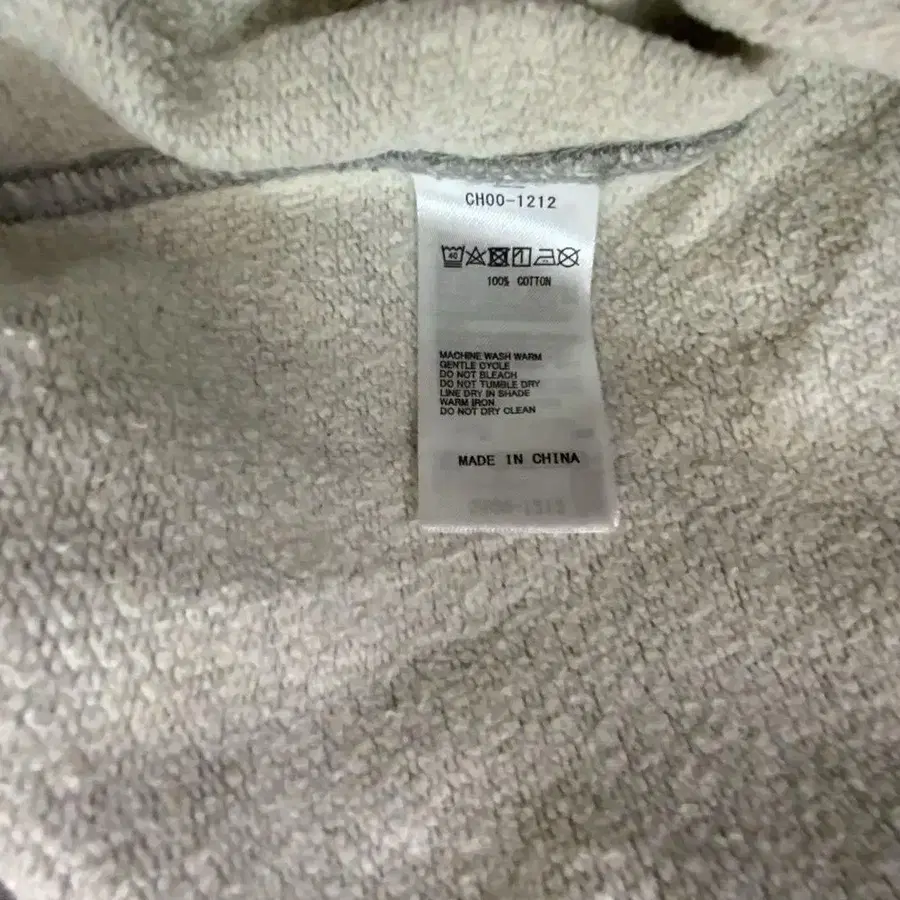 CH00-1212
40
100% COTTON
MACHINE WASH WARM
GENTLE CYCLE
DO NOT BLEACH
DO NOT TUMBLE DRY
LINE DRY IN SHADE
WARM IRON
DO NOT DRY CLEAN
MADE IN CHINA